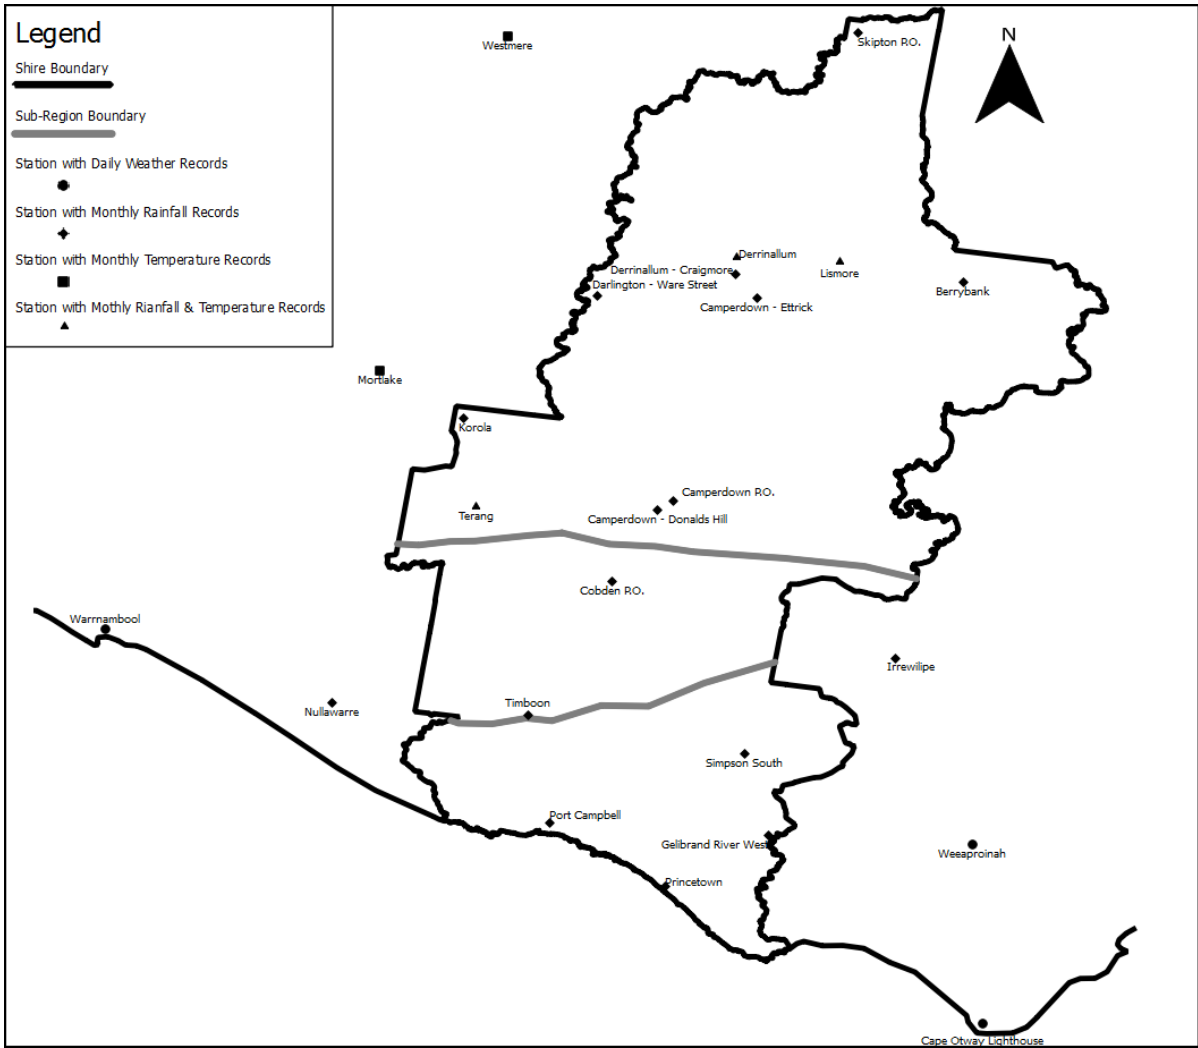 Legend
Shire Boundary
Sub-Region Boundary
Station with Daily Weather Records
Station with Monthly Rainfall Records
Station with Monthly Temperature Records
Station with Mothly Rianfall & Temperature Records
Westmere
Skipton P.O.
N
Derrinallum
Derrinallum - Craigmore
Lismore
Darlington - Ware Street
Berrybank
Camperdown - Ettrick
Mortlake
Korola
Camperdown P.O.
Terang
Camperdown - Donalds Hill
Cobden P.O.
Warrnambool
Irrewilipe
Timboon
Nullawarre
Simpson South
Port Campbell
Gelibrand River West
Weeaproinah
Princetown
Cape Otway Lighthouse